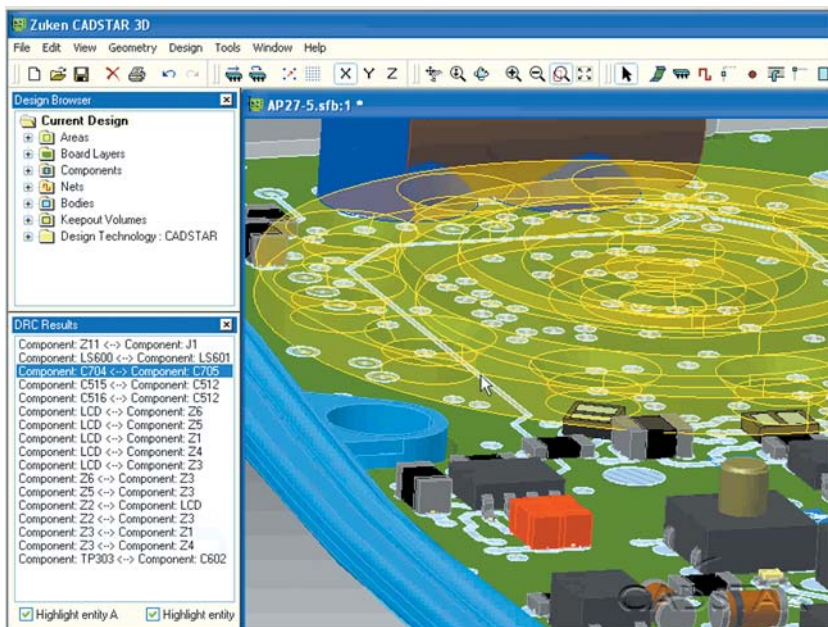 Zuken CADSTAR 3D
File Edit View Geometry Design Tools Window Help
X Y Z
Design Browser
AP27-5.sfb:1 *
Current Design
Areas
Board Layers
Components
Nets
Bodies
Keepout Volumes
Design Technology : CADSTAR
DRC Results
Component: Z11 <--> Component: J1
Component: LS600 <--> Component: LS601
Component: C704 <--> Component: C705
Component: C515 <--> Component: C512
Component: C516 <--> Component: C512
Component: LCD <--> Component: Z6
Component: LCD <--> Component: Z5
Component: LCD <--> Component: Z1
Component: LCD <--> Component: Z4
Component: LCD <--> Component: Z3
Component: Z6 <--> Component: Z3
Component: Z5 <--> Component: Z3
Component: Z2 <--> Component: LCD
Component: Z2 <--> Component: Z3
Component: Z3 <--> Component: Z1
Component: Z3 <--> Component: Z4
Component: TP303 <--> Component: C602
Highlight entity A Highlight entity
CADSTAR